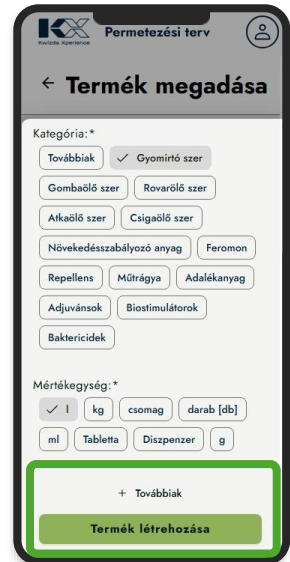 KX
Kwizda Xperience
Permetezési terv
← Termék megadása
Kategória:*
Továbbiak ✓ Gyomirtó szer
Gombaölő szer Rovarölő szer
Atkaölő szer Csigaölő szer
Növekedésszabályozó anyag Feromon
Repellens Műtrágya Adalékanyag
Adjuvánsok Biostimulátorok
Baktericidek
Mértékegység:*
✓ l kg csomag darab [db]
ml Tabletta Diszpenzer g
+ Továbbiak
Termék létrehozása